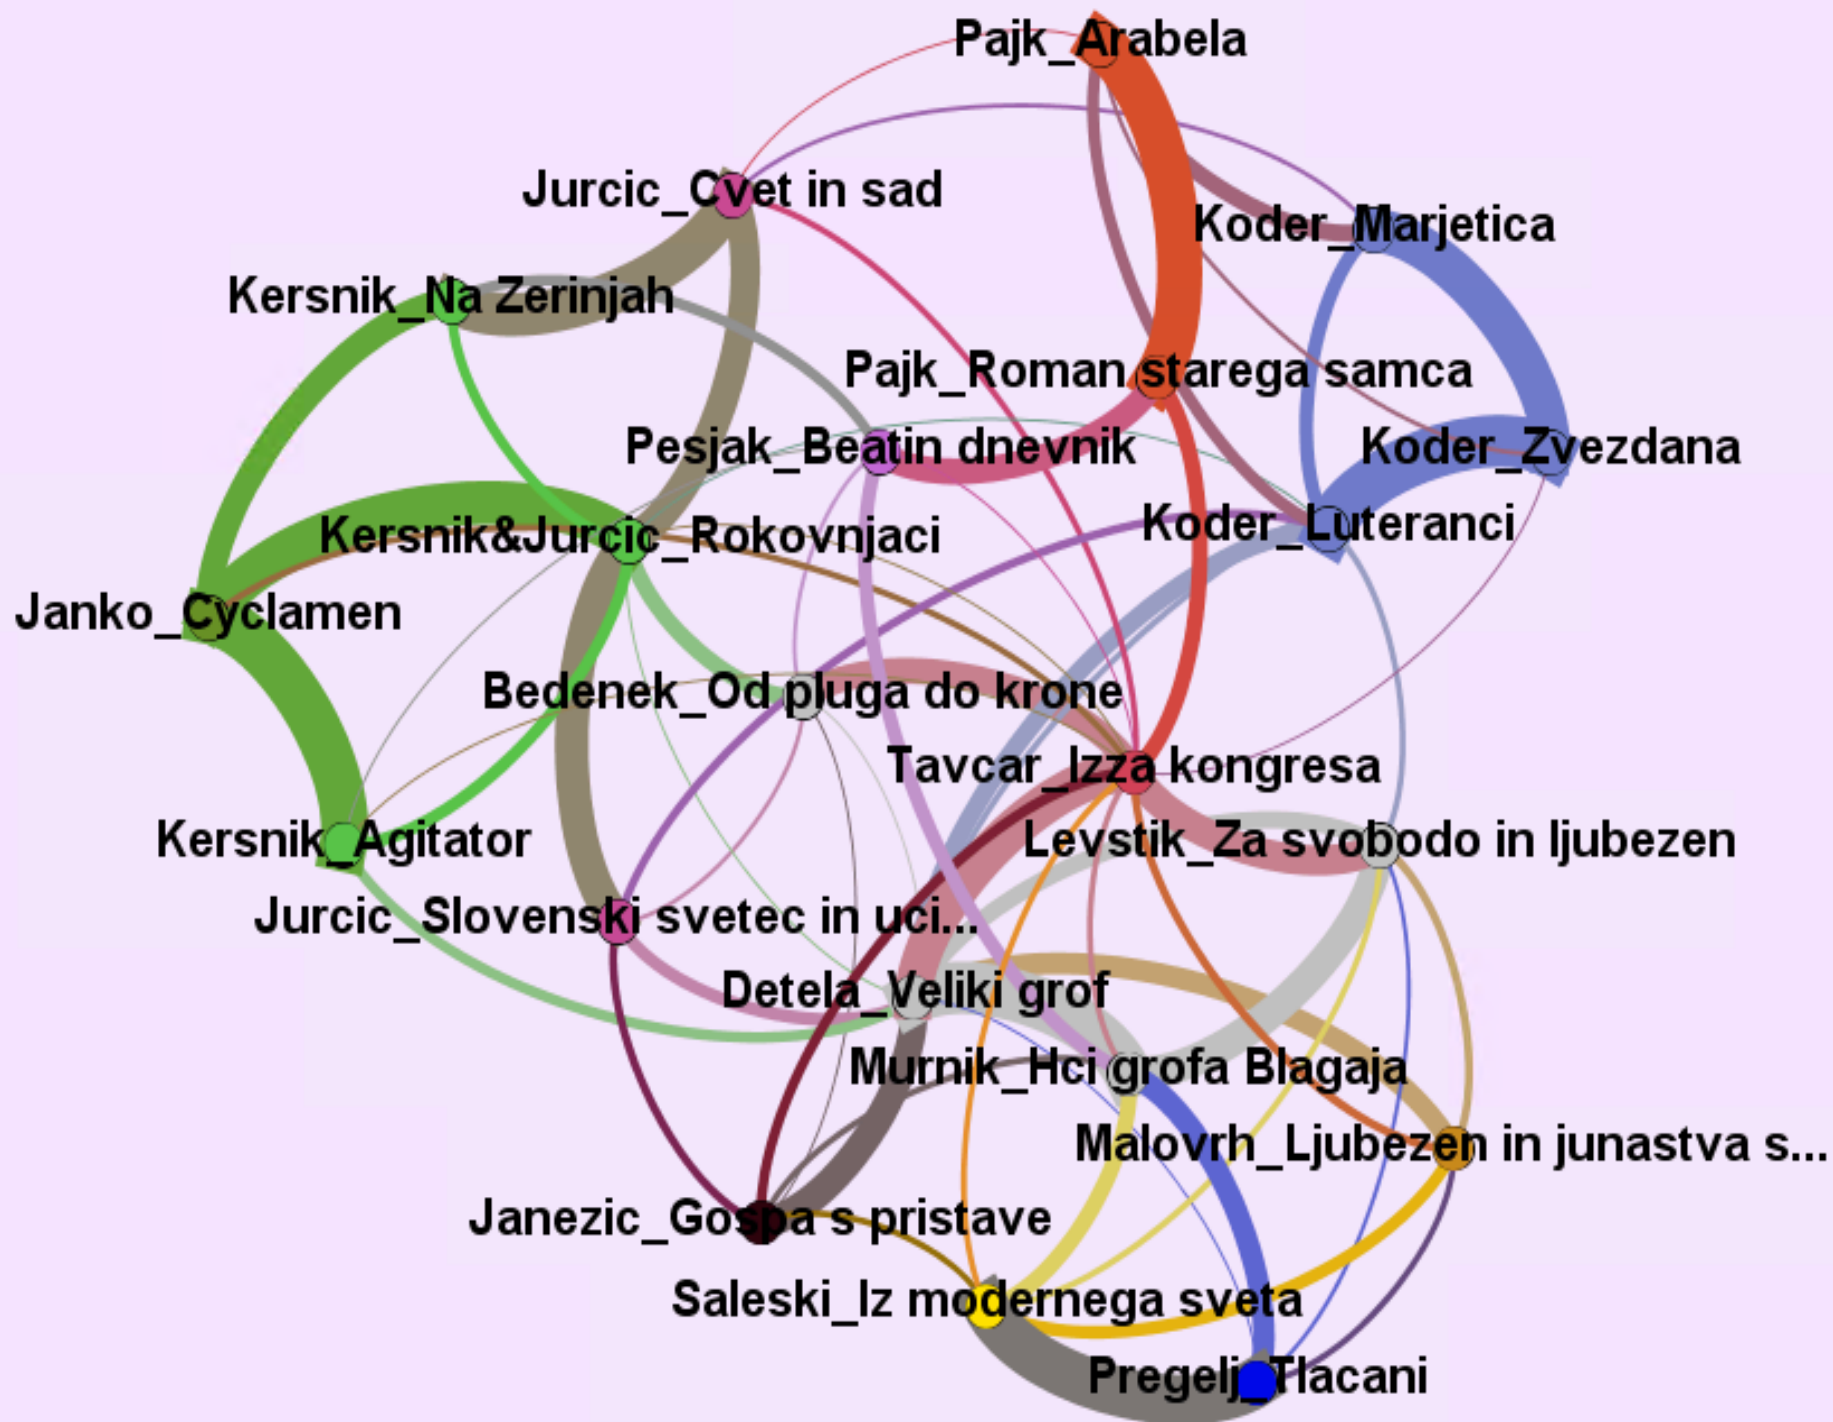 Pajk_Arabela
Jurcic_Cvet in sad
Koder_Marjetica
Kersnik_Na Zerinjah
Pajk_Roman starega samca
Pesjak_Beatin dnevnik
Koder_Zvezdana
Koder_Luteranci
Kersnik&Jurcic_Rokovnjaci
Janko_Cyclamen
Bedenek_Od pluga do krone
Tavcar_Izza kongresa
Kersnik_Agitator
Levstik_Za svobodo in ljubezen
Jurcic_Slovenski svetec in uci...
Detela_Veliki grof
Murnik_Hci grofa Blagaja
Malovrh_Ljubezen in junastva s...
Janezic_Gospa s pristave
Saleski_Iz modernega sveta
Pregelj_Tlacani